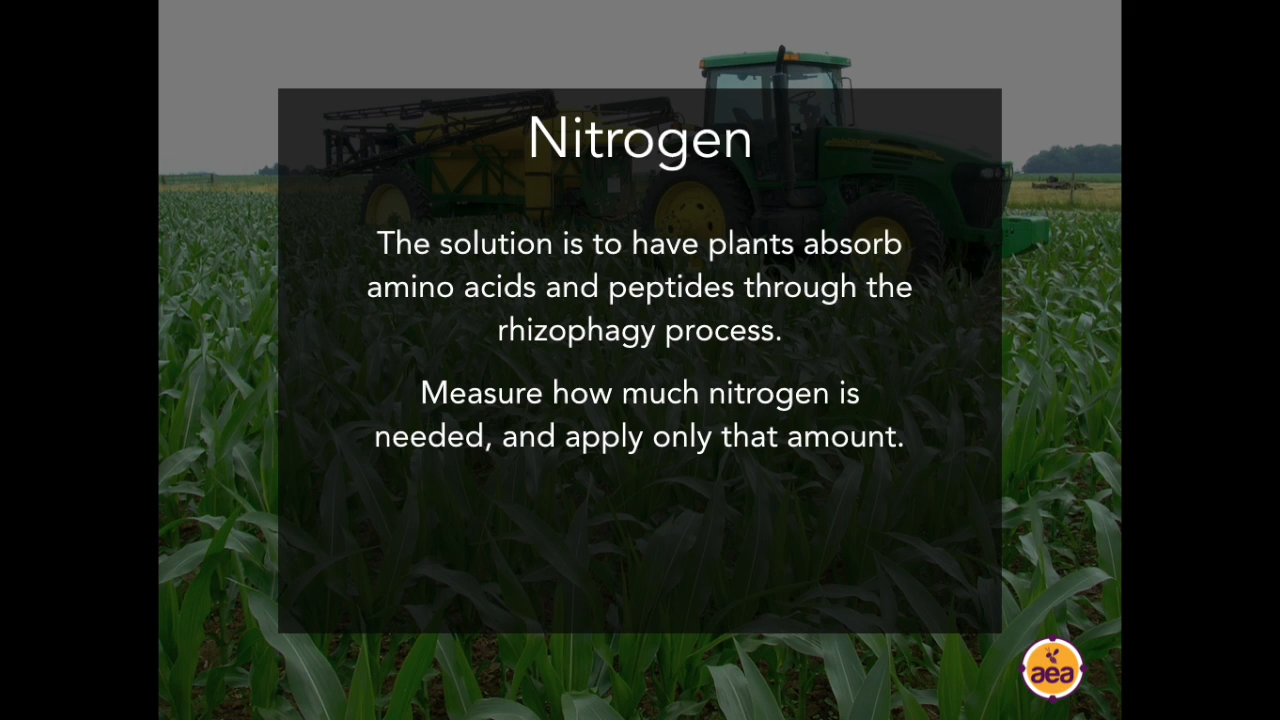 Nitrogen
The solution is to have plants absorb
amino acids and peptides through the
rhizophagy process.
Measure how much nitrogen is
needed, and apply only that amount.
aea